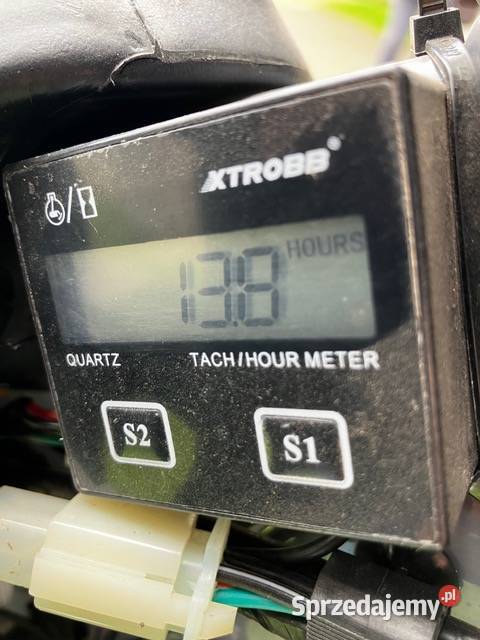 XTROBB®
HOURS
13.8
QUARTZ
TACH/HOUR METER
S2
S1
Sprzedajemy.pl